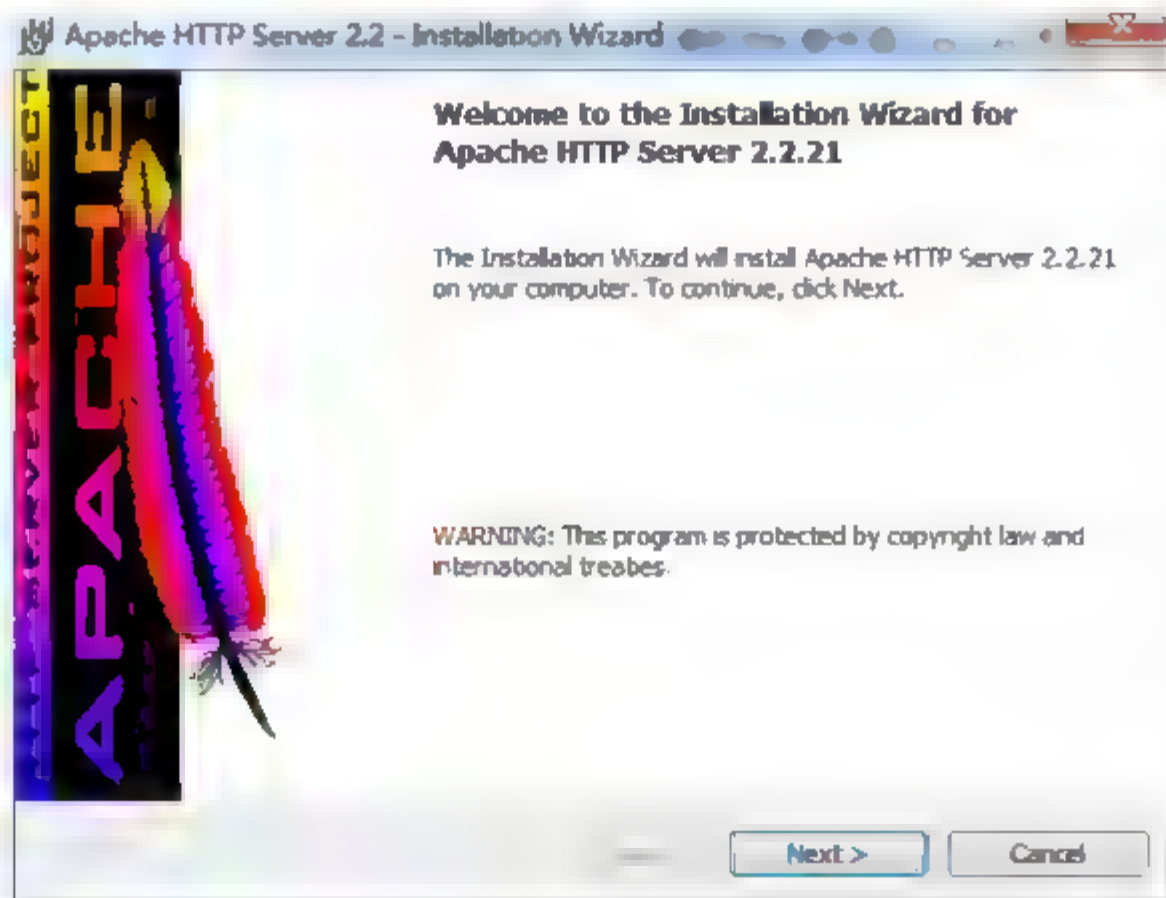 Apache HTTP Server 2.2 - Installation Wizard
APACHE
Welcome to the Installation Wizard for
Apache HTTP Server 2.2.21
The Installation Wizard will install Apache HTTP Server 2.2.21
on your computer. To continue, click Next.
WARNING: This program is protected by copyright law and
international treaties.
Next >
Cancel